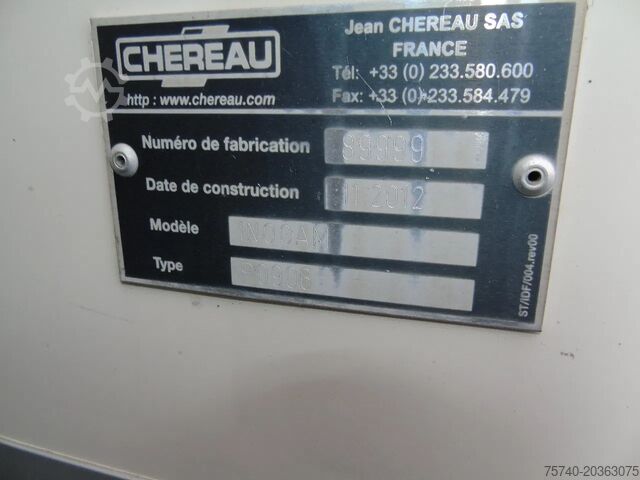 CHEREAU
http : www.chereau.com
Jean CHEREAU SAS
FRANCE
Tél: +33 (0) 233.580.600
Fax: +33 (0) 233.584.479
Numéro de fabrication 89999
Date de construction 11 2012
Modèle
Type
ST/IDF/004.rev00
75740-20363075